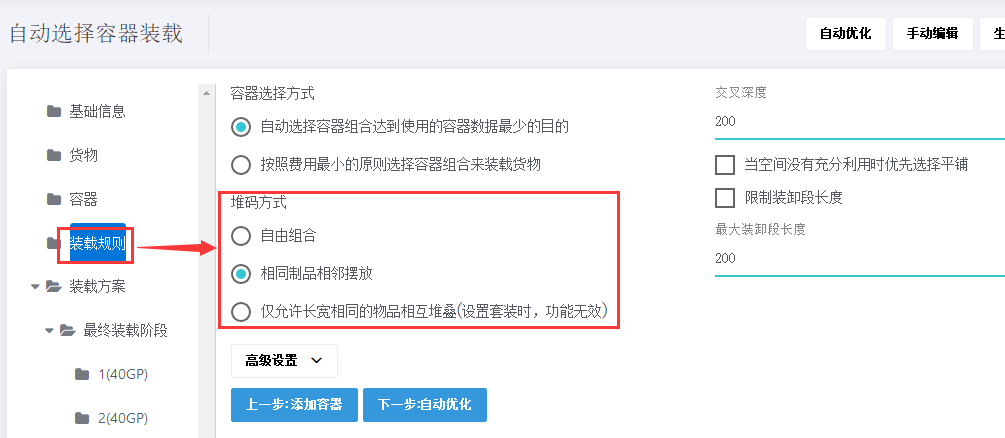 自动选择容器装载
自动优化
手动编辑
生
基础信息
货物
容器
装载规则
装载方案
最终装载阶段
1(40GP)
2(40GP)
容器选择方式
自动选择容器组合达到使用的容器数据最少的目的
按照费用最小的原则选择容器组合来装载货物
堆码方式
自由组合
相同制品相邻摆放
仅允许长宽相同的物品相互堆叠(设置套装时，功能无效)
高级设置
上一步:添加容器
下一步:自动优化
交叉深度
200
当空间没有充分利用时优先选择平铺
限制装卸段长度
最大装卸段长度
200